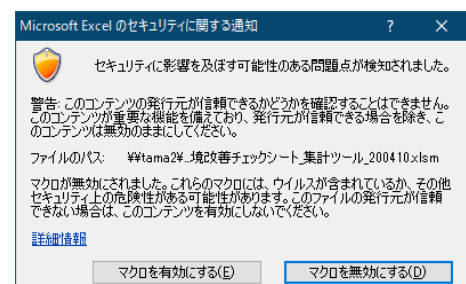 Microsoft Excel のセキュリティに関する通知 ? ×
セキュリティに影響を及ぼす可能性のある問題点が検知されました。
警告: このコンテンツの発行元が信頼できるかどうかを確認することはできません。
このコンテンツが重要な機能を備えており、発行元が信頼できる場合を除き、こ
のコンテンツは無効のままにしてください。
ファイルのパス: ¥¥tama2¥...境改善チェックシート_集計ツール_200410.xlsm
マクロが無効にされました。これらのマクロには、ウイルスが含まれているか、その他
セキュリティ上の危険性がある可能性があります。このファイルの発行元が信頼
できない場合は、このコンテンツを有効にしないでください。
詳細情報
マクロを有効にする(E) マクロを無効にする(D)